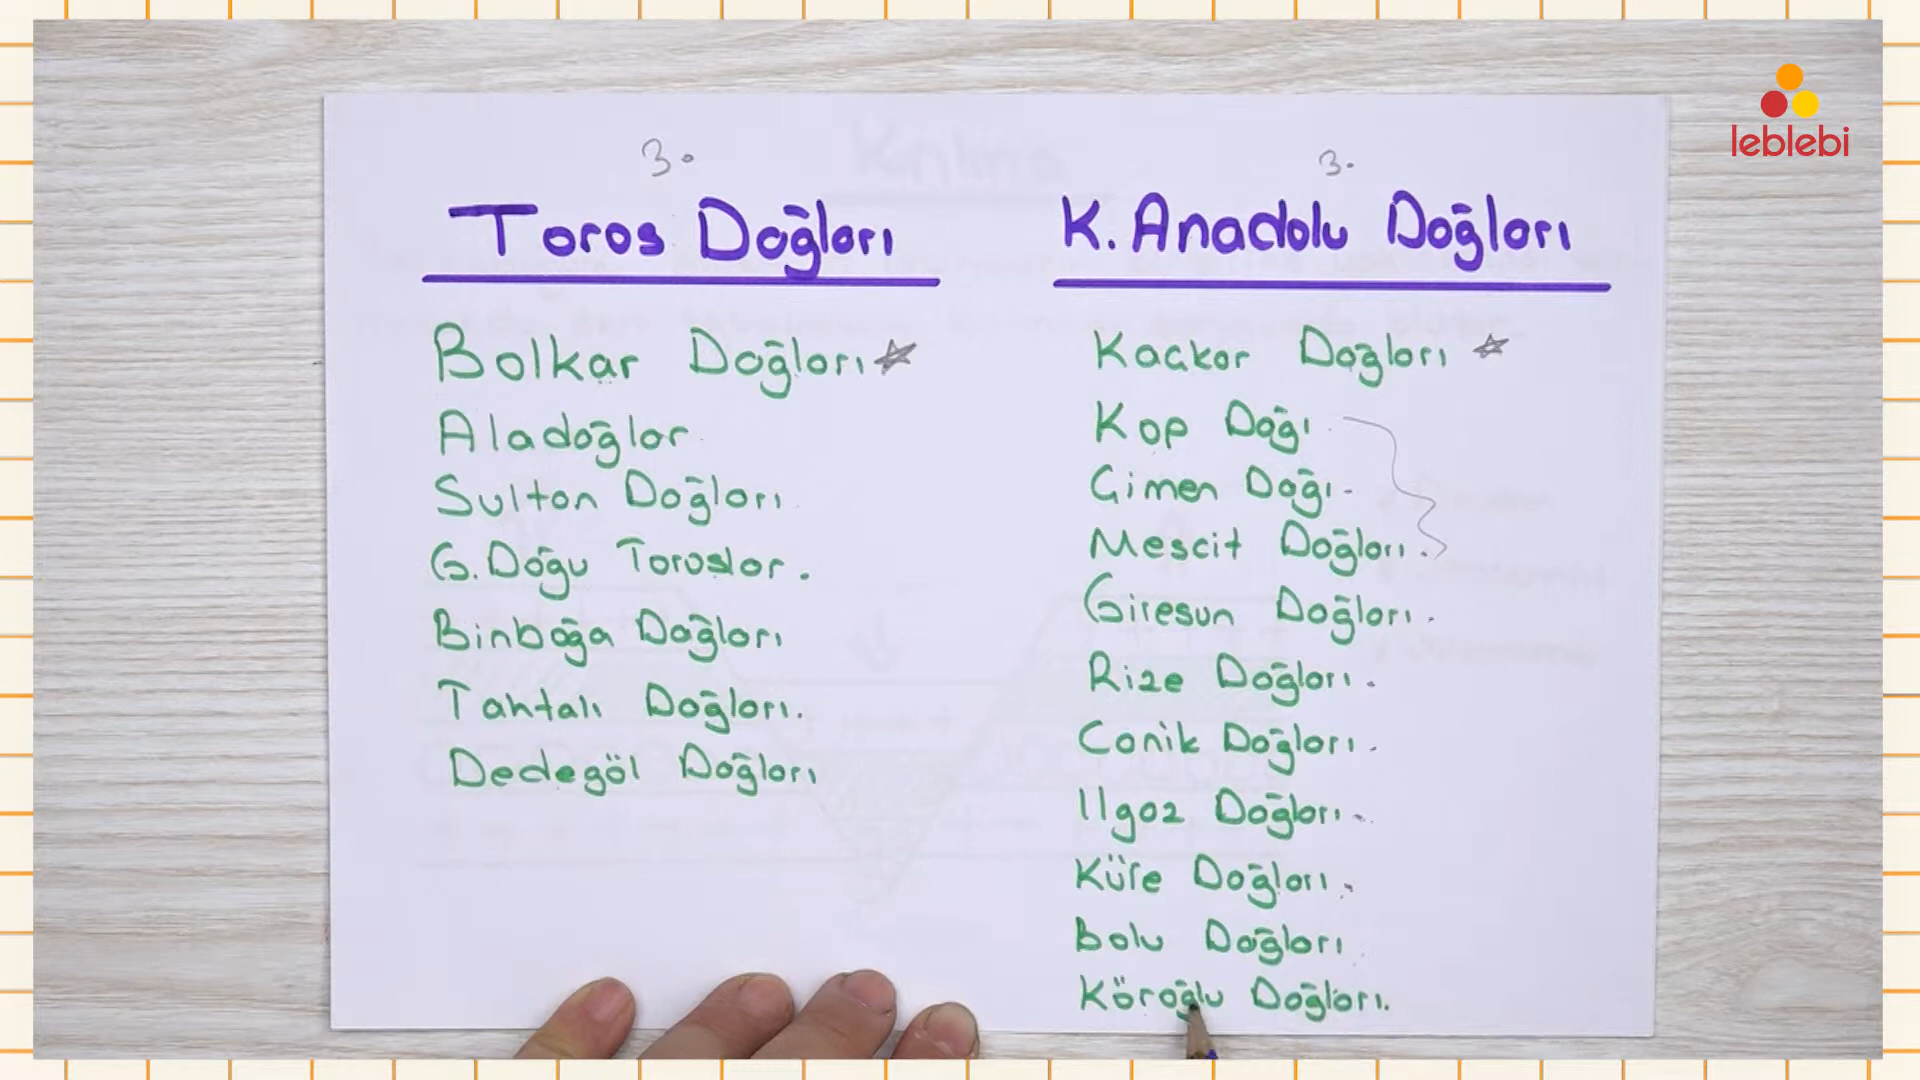 leblebi
3.
Toros Dağları
Bolkar Dağları
Aladağlar
Sultan Dağları
G. Doğu Toroslar.
Binboğa Dağları
Tahtalı Dağları.
Dedegöl Dağları
3.
K. Anadolu Dağları
Kaçkar Dağları
Kop Dağı
Çimen Dağı
Mescit Dağları.
Giresun Dağları.
Rize Dağları.
Canik Dağları.
Ilgaz Dağları.
Küre Dağları.
Bolu Dağları
Köroğlu Dağları.